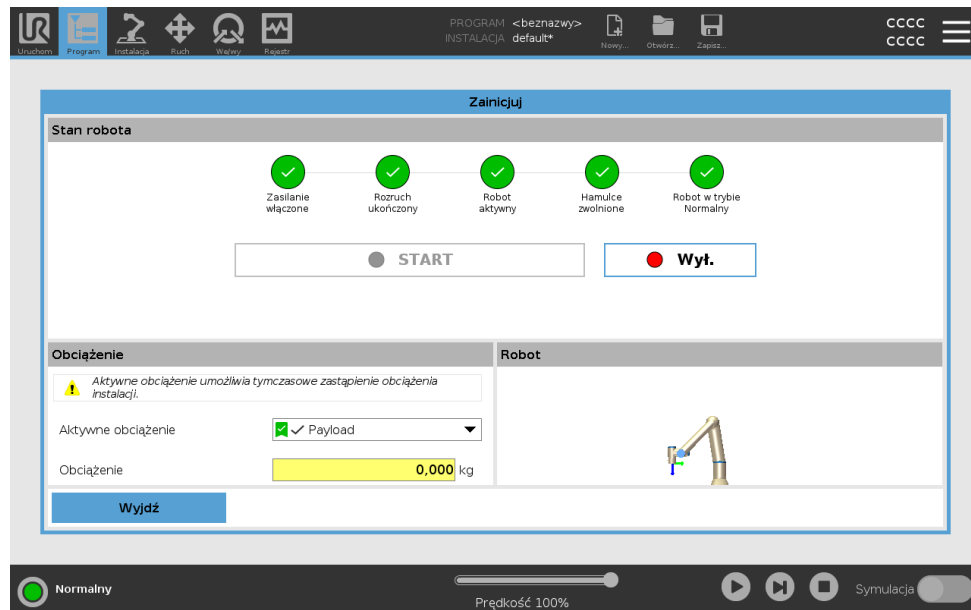 PROGRAM <beznazwy>
INSTALACJA default*
CCCC
CCCC
Uruchom Program Instalacja Ruch We/wy Rejestr Nowy... Otwórz... Zapisz...
Zainicjuj
Stan robota
Zasilanie włączone
Rozruch ukończony
Robot aktywny
Hamulce zwolnione
Robot w trybie Normalny
START
Wył.
Obciążenie
Robot
Aktywne obciążenie umożliwia tymczasowe zastąpienie obciążenia
instalacji.
Aktywne obciążenie Payload
Obciążenie 0,000 kg
Wyjdź
Normalny
Prędkość 100%
Symulacja